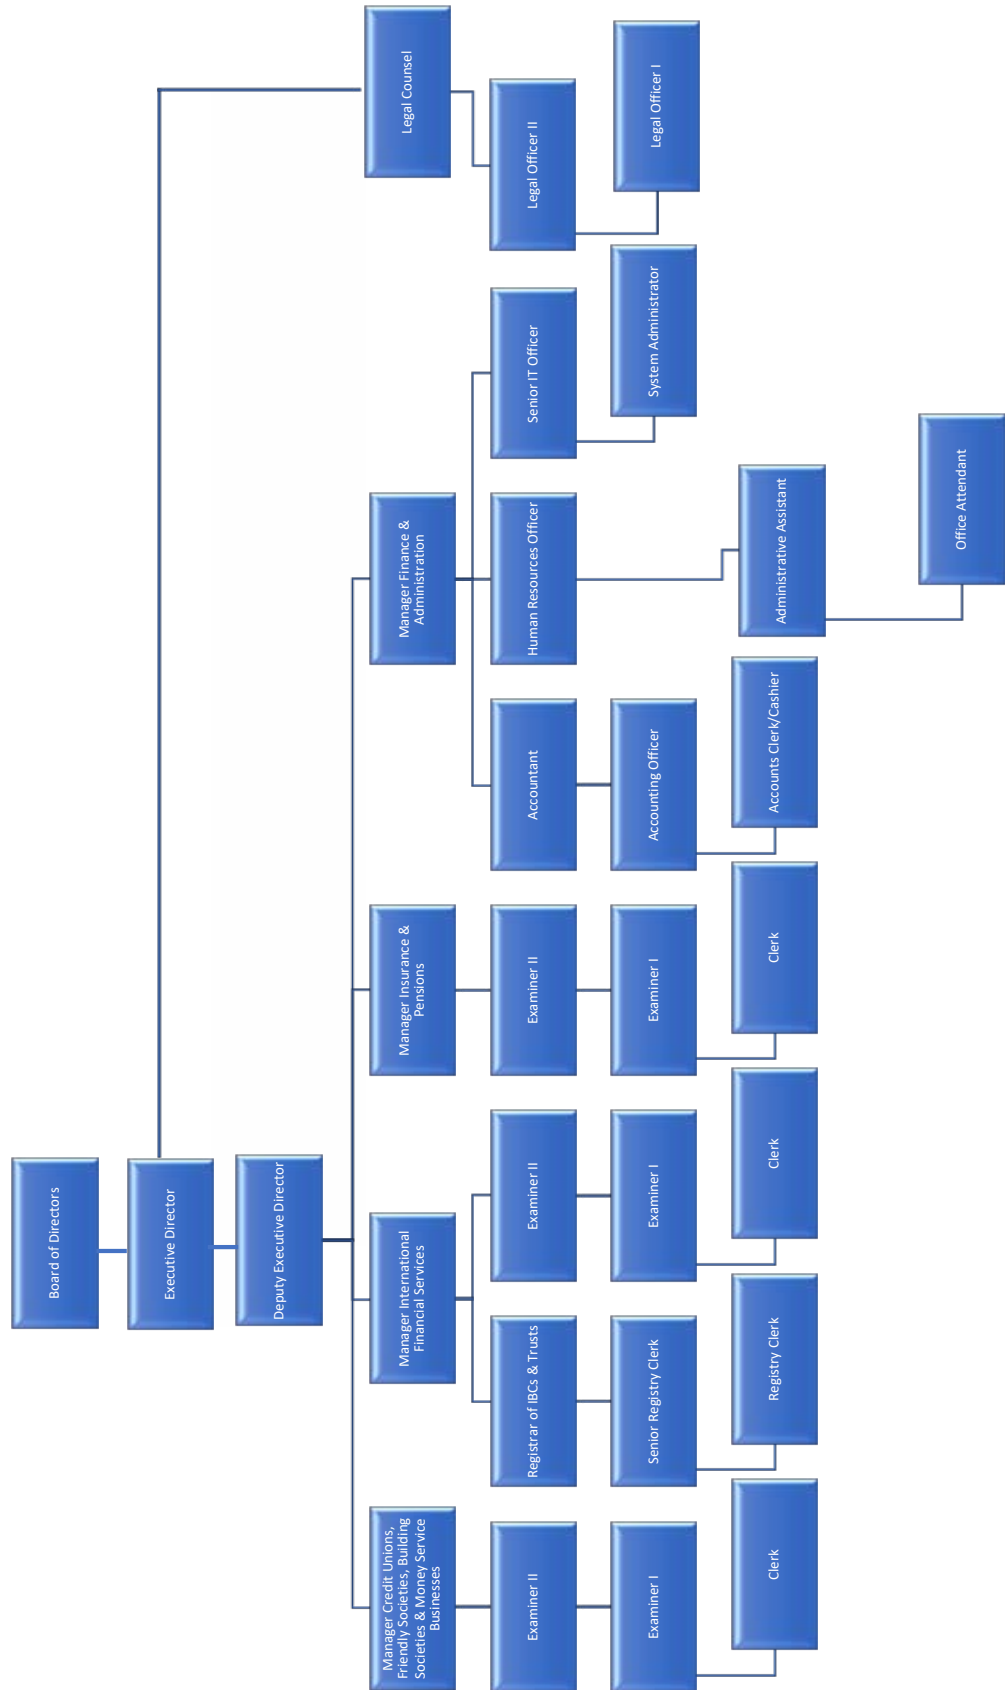 Board of Directors
Executive Director
Deputy Executive Director
Legal Counsel
Manager Credit Unions,
Friendly Societies, Building
Societies & Money Service
Businesses
Manager International
Financial Services
Manager Insurance &
Pensions
Manager Finance &
Administration
Examiner II
Registrar of IBCs & Trusts
Examiner II
Examiner II
Accountant
Human Resources Officer
Senior IT Officer
Legal Officer II
Examiner I
Senior Registry Clerk
Examiner I
Examiner I
Accounting Officer
System Administrator
Legal Officer I
Clerk
Registry Clerk
Clerk
Clerk
Accounts Clerk/Cashier
Administrative Assistant
Office Attendant